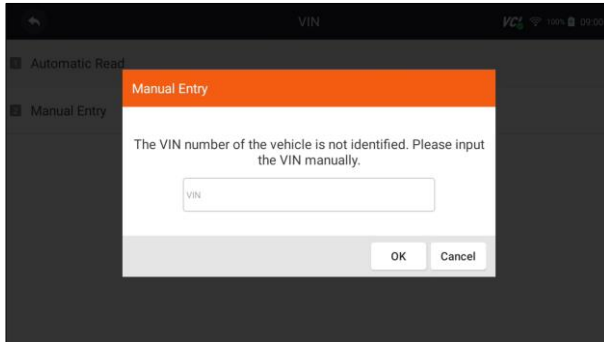 VIN
VCI 100% 09:00
Automatic Read
Manual Entry
Manual Entry
The VIN number of the vehicle is not identified. Please input
the VIN manually.
VIN
OK Cancel